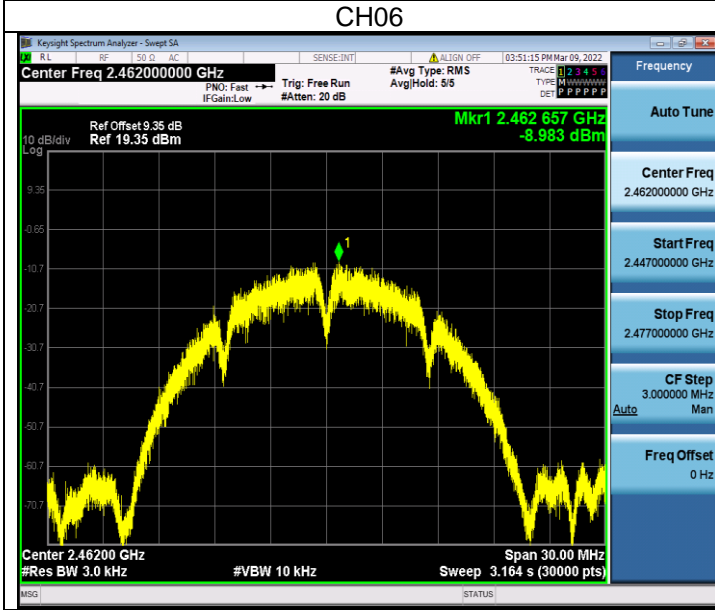 CH06
Keysight Spectrum Analyzer - Swept SA
RL RF 50 Ω AC SENSE:INT ALIGN OFF 03:51:15 PM Mar 09, 2022
Center Freq 2.462000000 GHz
PNO: Fast
IFGain:Low
Trig: Free Run
#Atten: 20 dB
#Avg Type: RMS
Avg|Hold: 5/5
TRACE 1 2 3 4 5 6
TYPE M WWWWW
DET P P P P P P
Ref Offset 9.35 dB
10 dB/div Ref 19.35 dBm
Log
Mkr1 2.462 657 GHz
-8.983 dBm
9.35
-0.65
-10.7
-20.7
-30.7
-40.7
-50.7
-60.7
-70.7
1
Center 2.46200 GHz Span 30.00 MHz
#Res BW 3.0 kHz #VBW 10 kHz Sweep 3.164 s (30000 pts)
MSG STATUS
Frequency
Auto Tune
Center Freq
2.462000000 GHz
Start Freq
2.447000000 GHz
Stop Freq
2.477000000 GHz
CF Step
3.000000 MHz
Auto Man
Freq Offset
0 Hz